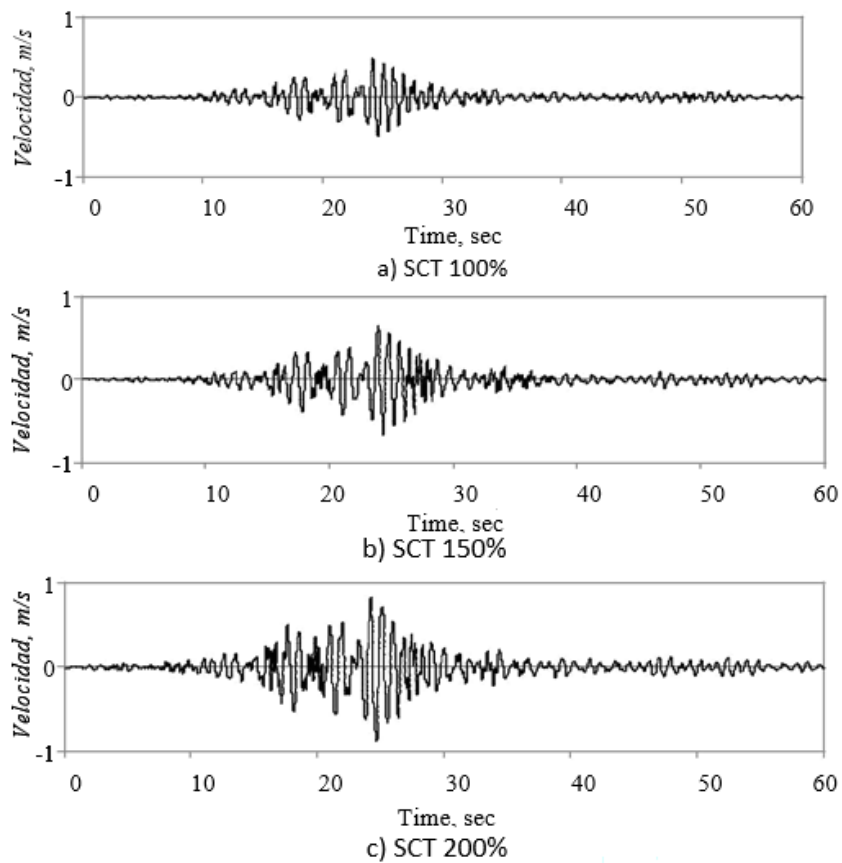 1
Velocidad, m/s
0
-1
0 10 20 30 40 50 60
Time, sec
a) SCT 100%
1
Velocidad, m/s
0
-1
0 10 20 30 40 50 60
Time, sec
b) SCT 150%
1
Velocidad, m/s
0
-1
0 10 20 30 40 50 60
Time, sec
c) SCT 200%